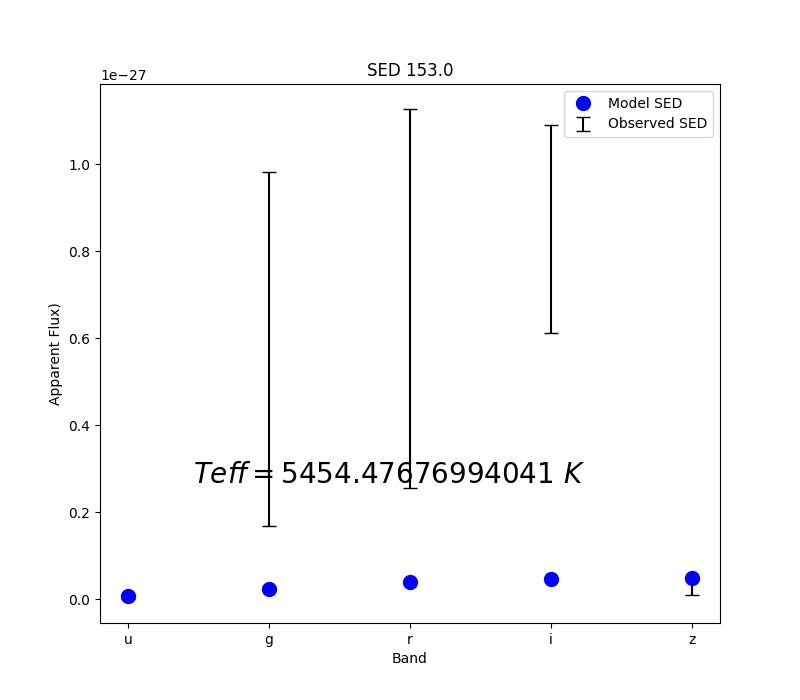 SED 153.0
1e−27
Model SED
Observed SED
1.0
0.8
0.6
0.4
0.2
0.0
Apparent Flux)
Teff = 5454.47676994041 K
u g r i z
Band